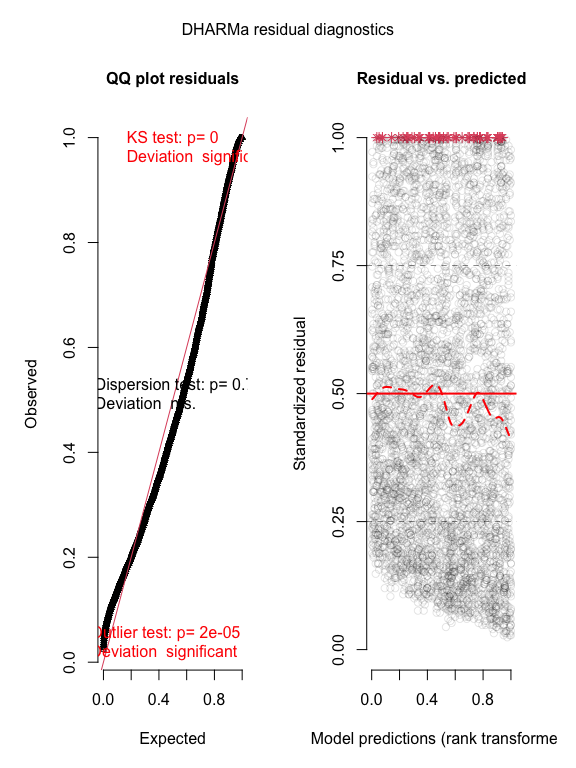 DHARMa residual diagnostics
QQ plot residuals
KS test: p= 0
Deviation signific
Dispersion test: p= 0.
Deviation n.s.
Outlier test: p= 2e-05
Deviation significant
0.0 0.2 0.4 0.6 0.8 1.0
Observed
0.0 0.4 0.8
Expected
Residual vs. predicted
0.00 0.25 0.50 0.75 1.00
Standardized residual
0.0 0.4 0.8
Model predictions (rank transforme